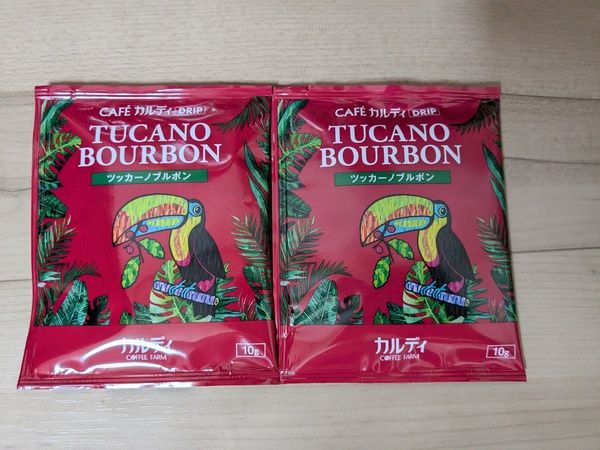 CAFÉ カルディ DRIP
TUCANO
BOURBON
ツッカーノブルボン
カルディ
COFFEE FARM
10g
CAFÉ カルディ DRIP
TUCANO
BOURBON
ツッカーノブルボン
カルディ
COFFEE FARM
10g